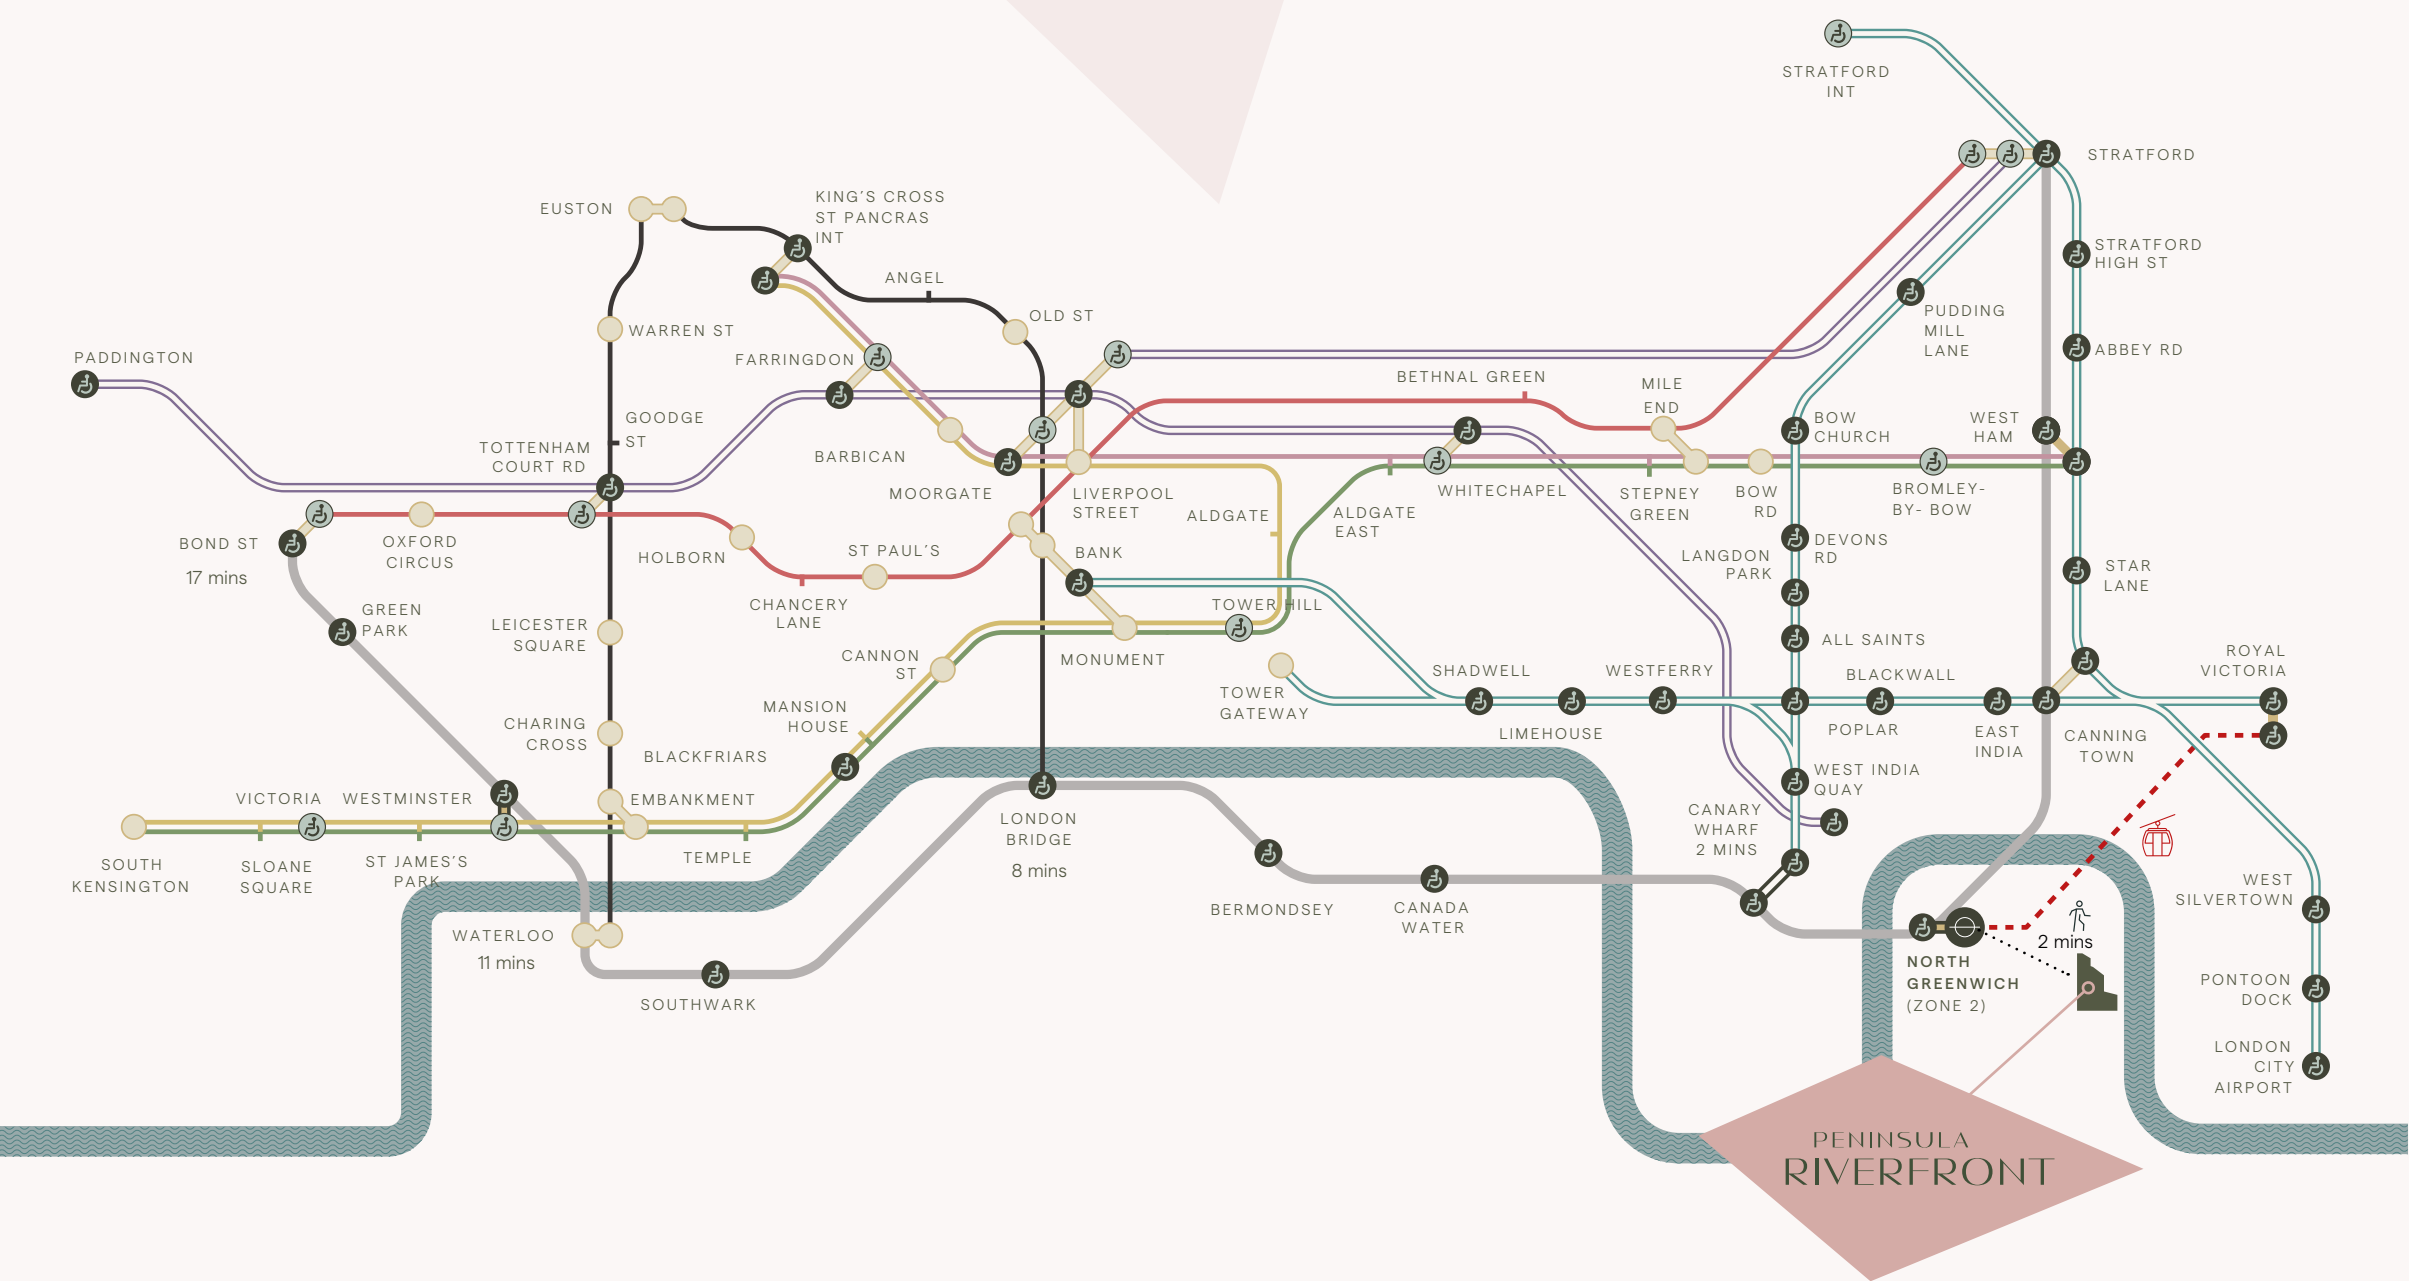 STRATFORD
INT
STRATFORD
KING'S CROSS
ST PANCRAS
INT
EUSTON
ANGEL
OLD ST
STRATFORD
HIGH ST
PUDDING
MILL
LANE
ABBEY RD
WARREN ST
FARRINGDON
PADDINGTON
BETHNAL GREEN
MILE
END
GOODGE
ST
BOW
CHURCH
WEST
HAM
TOTTENHAM
COURT RD
BARBICAN
MOORGATE
LIVERPOOL
STREET
ALDGATE
ALDGATE
EAST
WHITECHAPEL
STEPNEY
GREEN
BOW
RD
BROMLEY-
BY- BOW
BOND ST
17 mins
OXFORD
CIRCUS
HOLBORN
ST PAUL'S
BANK
DEVONS
RD
LANGDON
PARK
STAR
LANE
CHANCERY
LANE
TOWER HILL
GREEN
PARK
LEICESTER
SQUARE
CANNON
ST
MONUMENT
ALL SAINTS
TOWER
GATEWAY
SHADWELL
WESTFERRY
BLACKWALL
ROYAL
VICTORIA
CHARING
CROSS
MANSION
HOUSE
LIMEHOUSE
POPLAR
EAST
INDIA
CANNING
TOWN
BLACKFRIARS
WEST INDIA
QUAY
VICTORIA
WESTMINSTER
EMBANKMENT
LONDON
BRIDGE
8 mins
CANARY
WHARF
2 MINS
SOUTH
KENSINGTON
SLOANE
SQUARE
ST JAMES'S
PARK
TEMPLE
WEST
SILVERTOWN
BERMONDSEY
CANADA
WATER
WATERLOO
11 mins
2 mins
NORTH
GREENWICH
(ZONE 2)
SOUTHWARK
PONTOON
DOCK
LONDON
CITY
AIRPORT
PENINSULA
RIVERFRONT